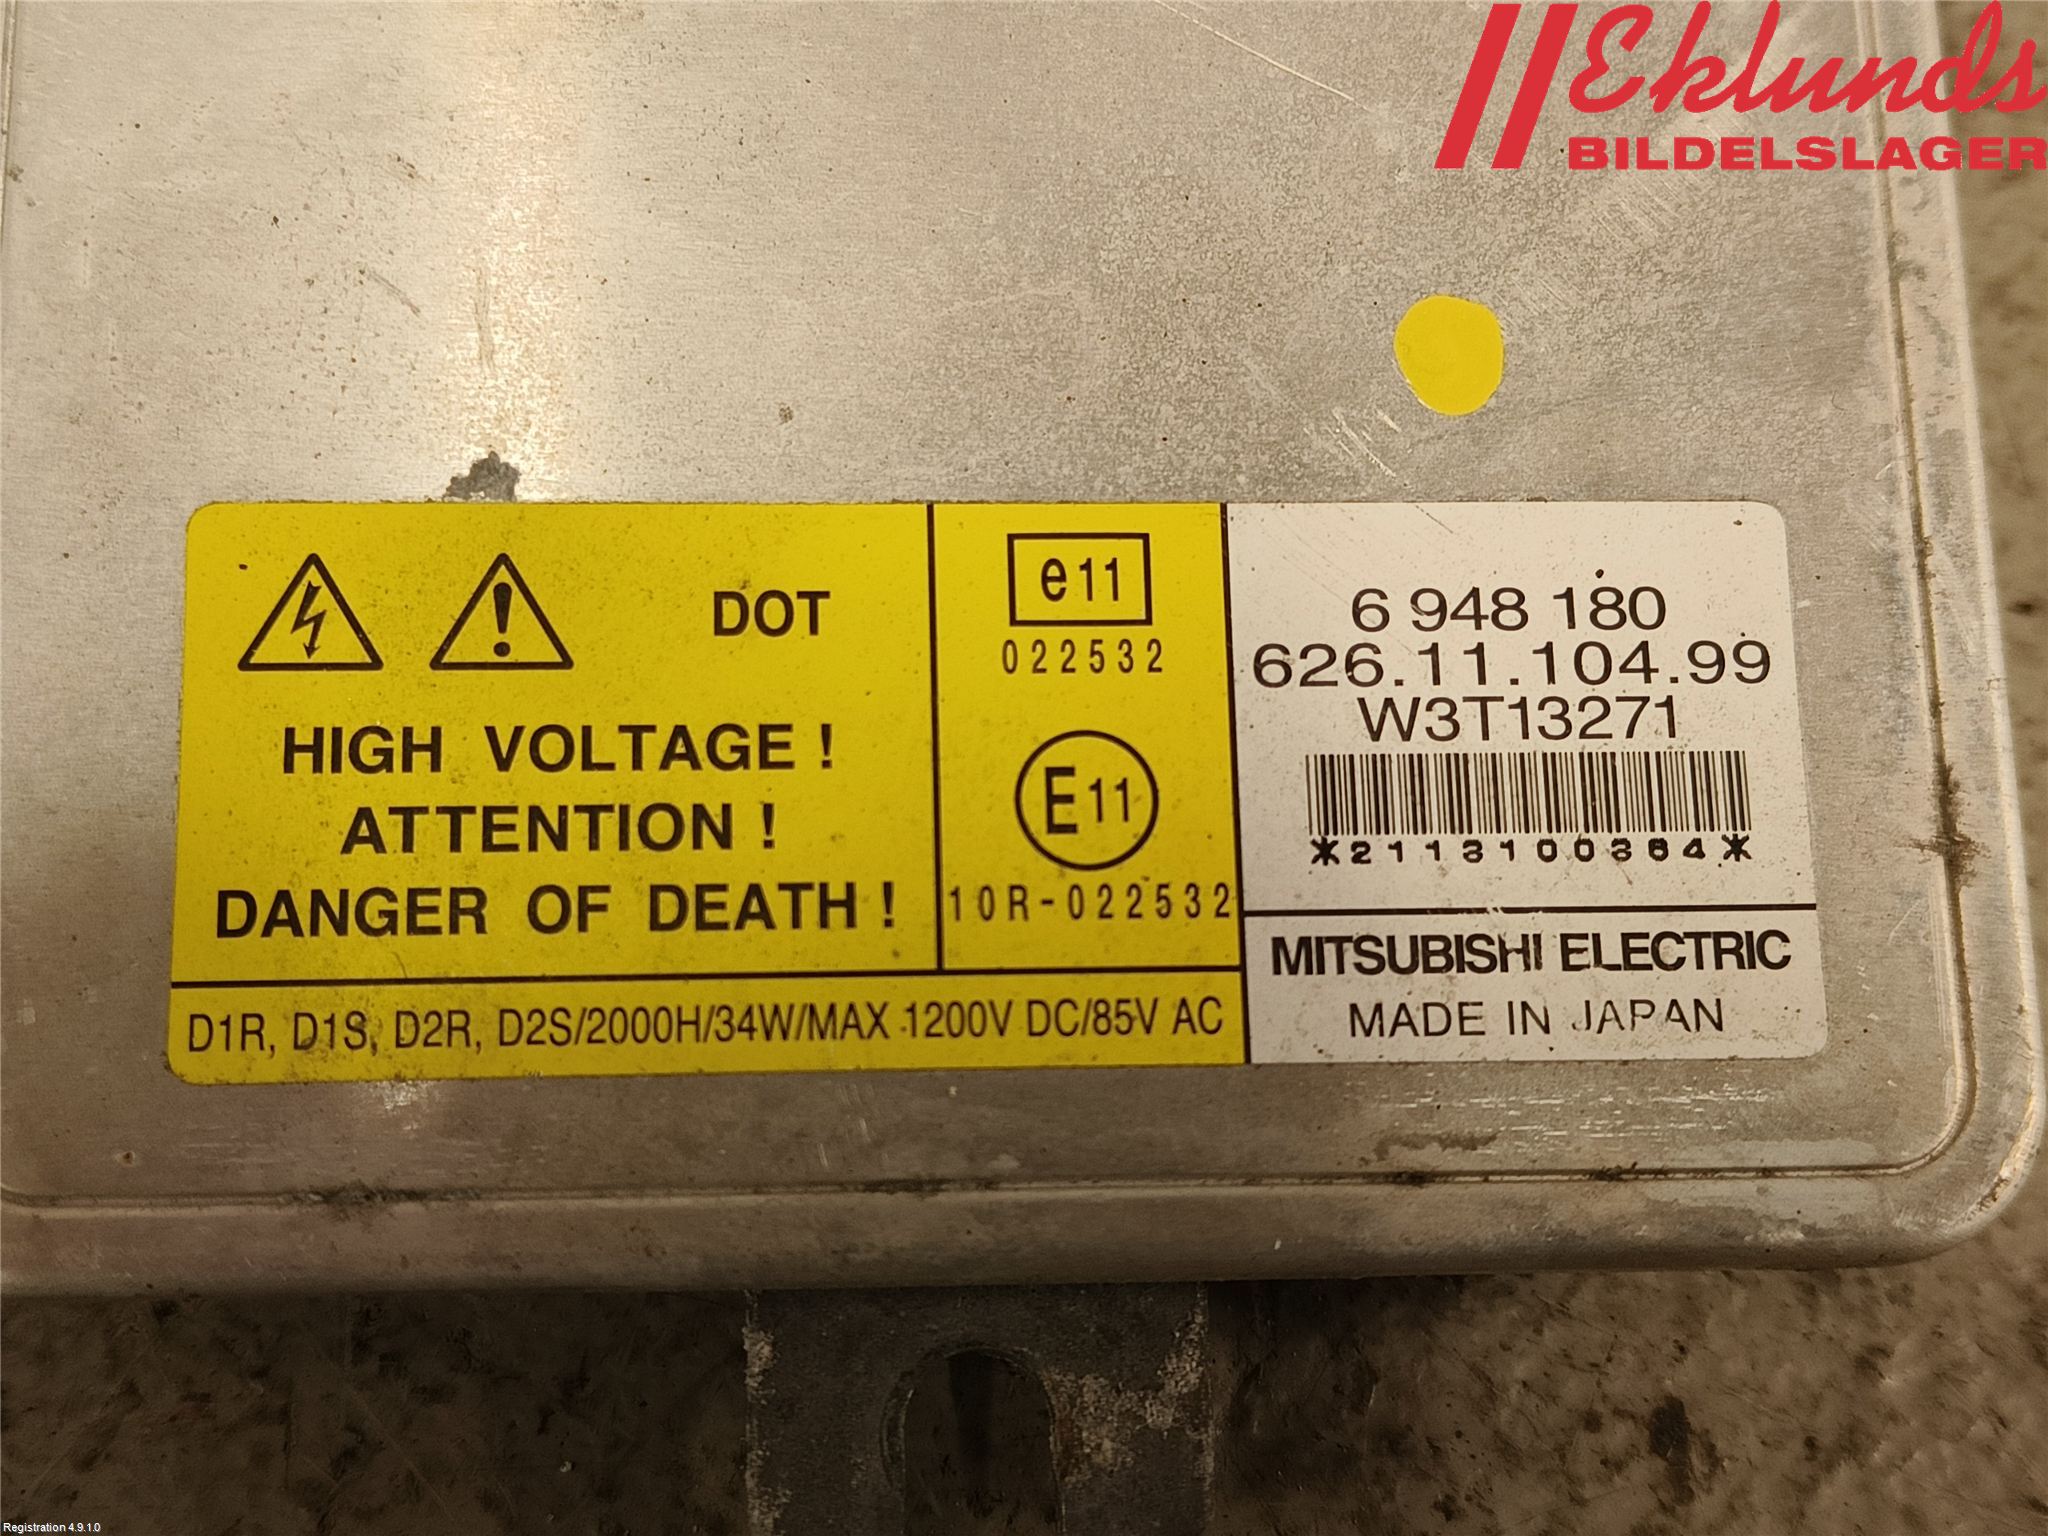 Eklunds
BILDELSLAGER
DOT
HIGH VOLTAGE !
ATTENTION !
DANGER OF DEATH !
e11
022532
E11
10R-022532
6 948 180
626.11.104.99
W3T13271
*2113100364*
MITSUBISHI ELECTRIC
MADE IN JAPAN
D1R, D1S, D2R, D2S/2000H/34W/MAX 1200V DC/85V AC
Registration 4.9.1.0